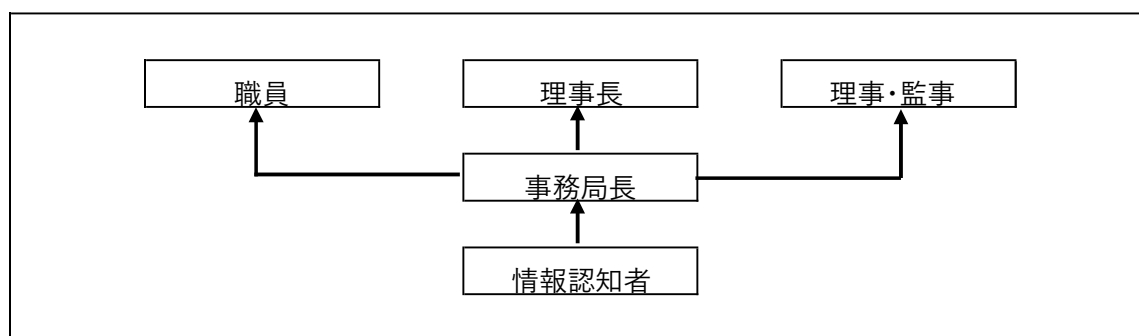 職員
理事長
理事・監事
事務局長
情報認知者